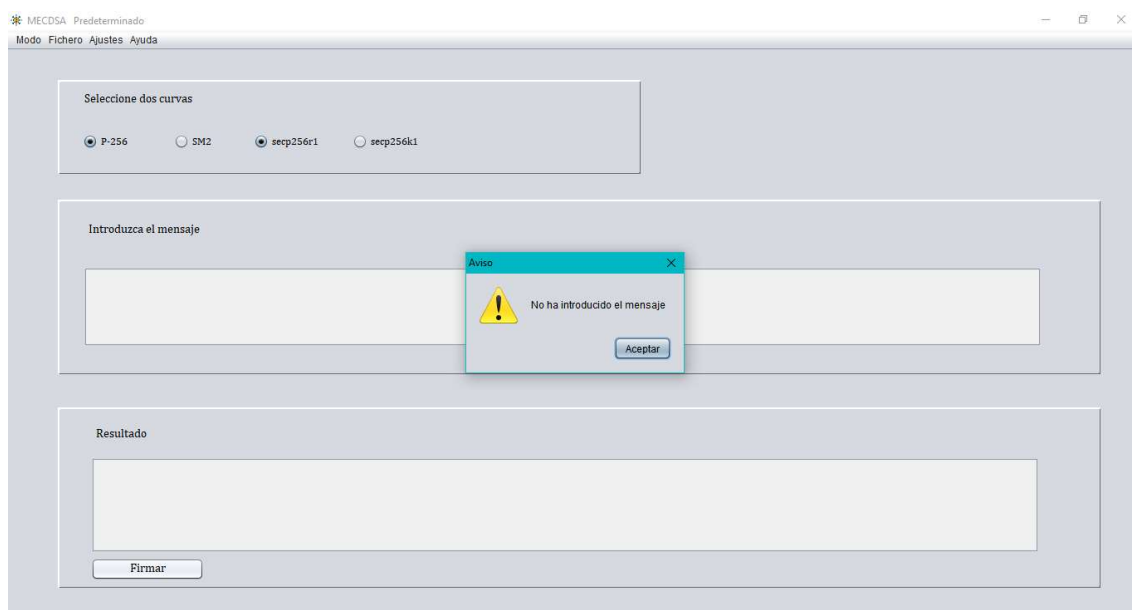 MECDSA Predeterminado
Modo Fichero Ajustes Ayuda
Seleccione dos curvas
P-256 SM2 secp256r1 secp256k1
Introduzca el mensaje
Aviso
No ha introducido el mensaje
Aceptar
Resultado
Firmar